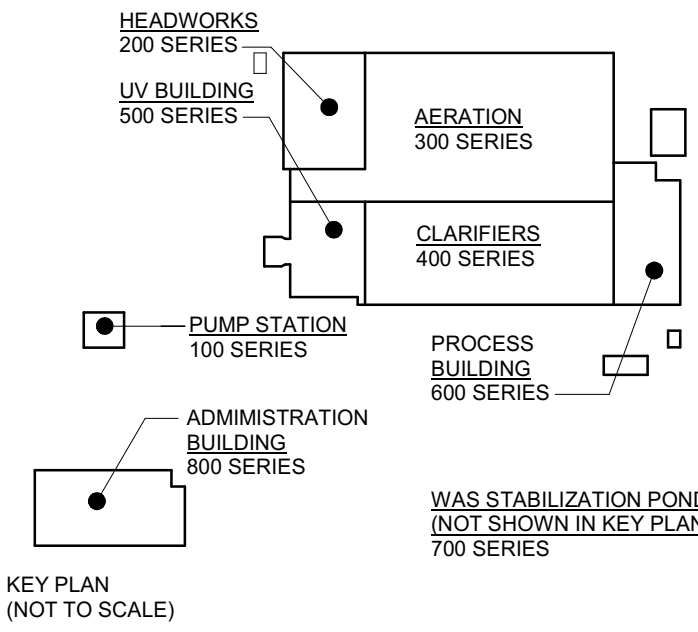 HEADWORKS
200 SERIES
UV BUILDING
500 SERIES
AERATION
300 SERIES
CLARIFIERS
400 SERIES
PUMP STATION
100 SERIES
PROCESS
BUILDING
600 SERIES
ADMIMISTRATION
BUILDING
800 SERIES
WAS STABILIZATION POND
(NOT SHOWN IN KEY PLAN
700 SERIES
KEY PLAN
(NOT TO SCALE)